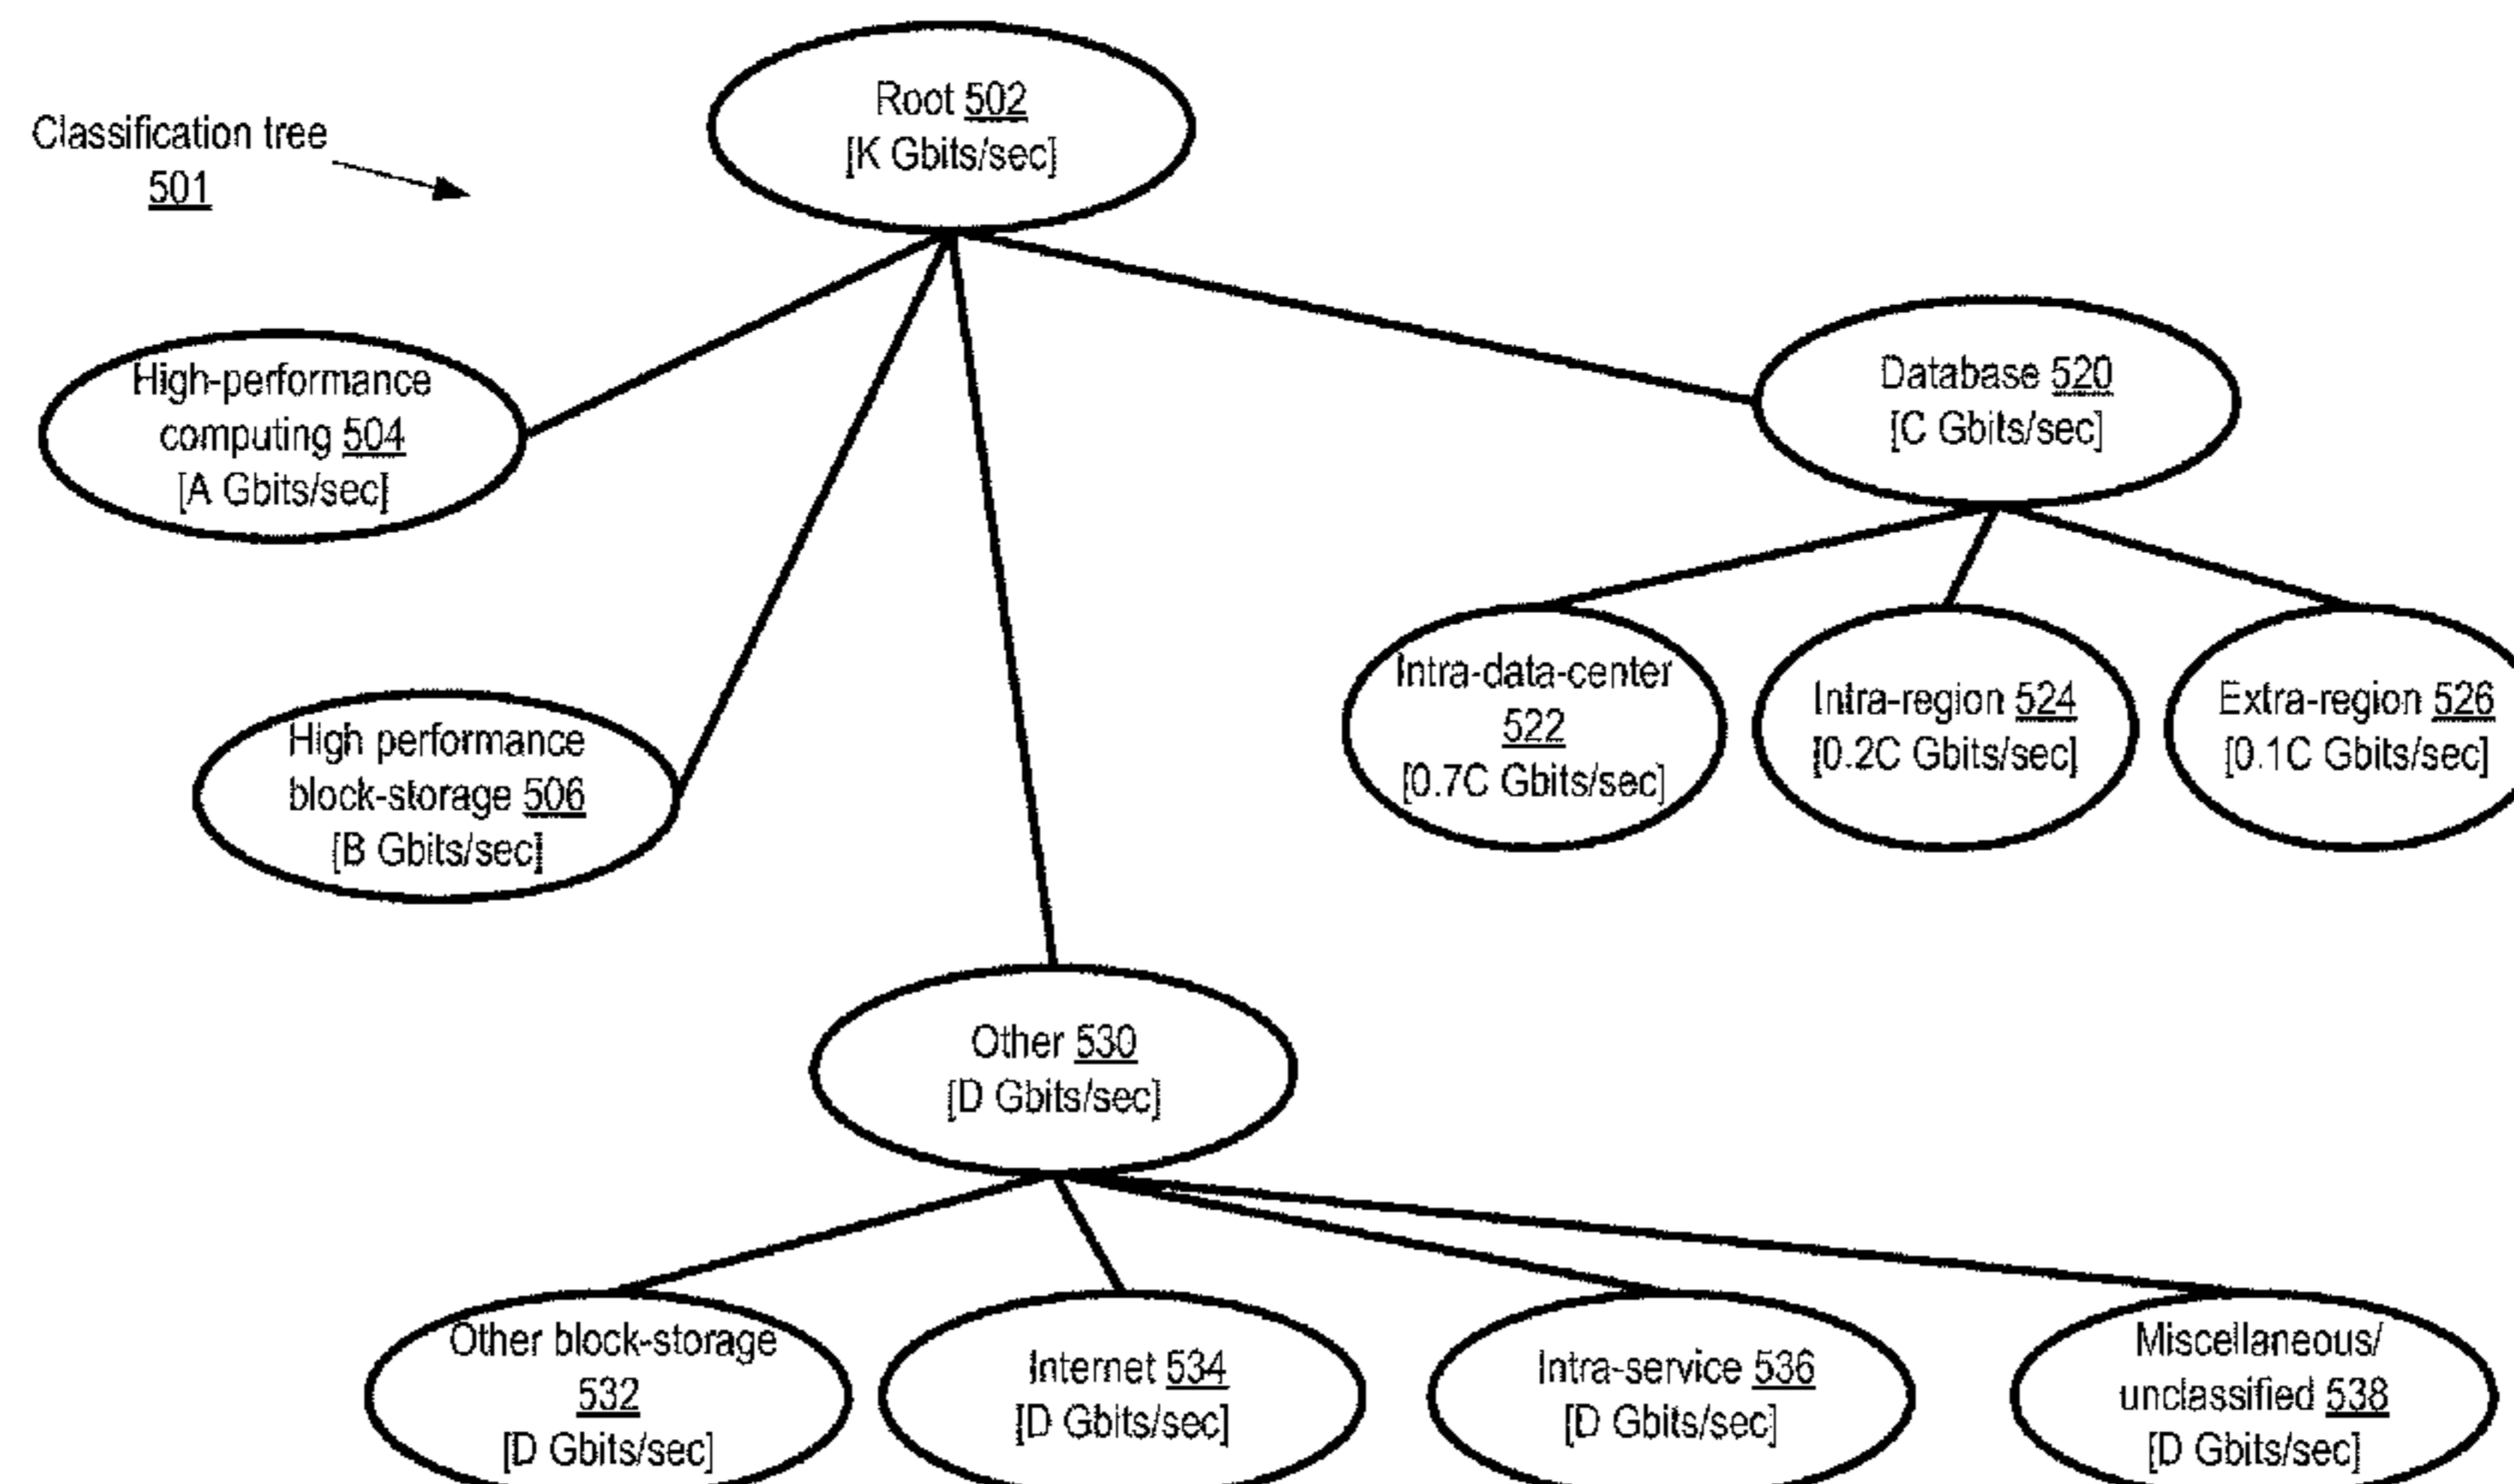 Root 502
[K Gbits/sec]
Classification tree
501
High-performance
computing 504
[A Gbits/sec]
Database 520
[C Gbits/sec]
High performance
block-storage 506
[B Gbits/sec]
Intra-data-center
522
[0.7C Gbits/sec]
Intra-region 524
[0.2C Gbits/sec]
Extra-region 526
[0.1C Gbits/sec]
Other 530
[D Gbits/sec]
Other block-storage
532
[D Gbits/sec]
Internet 534
[D Gbits/sec]
Intra-service 536
[D Gbits/sec]
Miscellaneous/
unclassified 538
[D Gbits/sec]